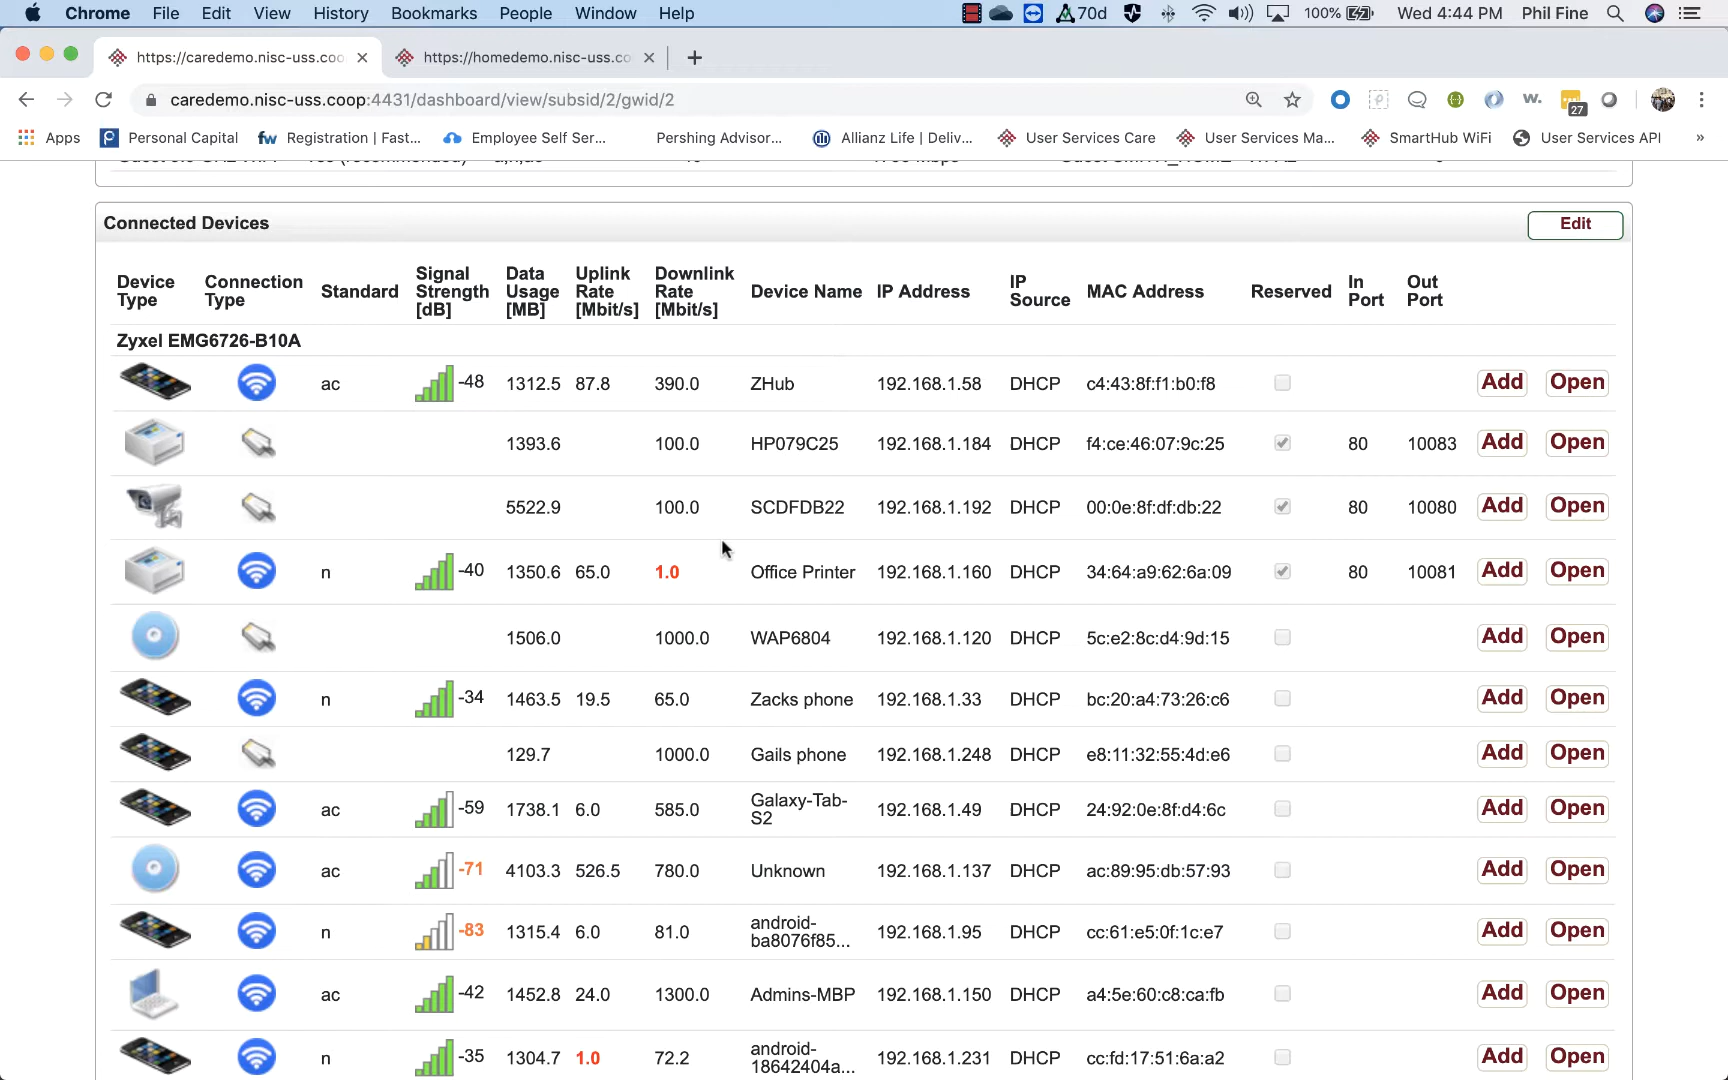 Chrome File Edit View History Bookmarks People Window Help 70d 100% Wed 4:44 PM Phil Fine
https://caredemo.nisc-uss.coo https://homedemo.nisc-uss.co
caredemo.nisc-uss.coop:4431/dashboard/view/subsid/2/gwid/2 w. 27
Apps Personal Capital fw Registration | Fast... Employee Self Ser... Pershing Advisor... Allianz Life | Deliv... User Services Care User Services Ma... SmartHub WiFi User Services API »
Connected Devices Edit
Device Type Connection Type Standard Signal Strength [dB] Data Usage [MB] Uplink Rate [Mbit/s] Downlink Rate [Mbit/s] Device Name IP Address IP Source MAC Address Reserved In Port Out Port
Zyxel EMG6726-B10A
ac -48 1312.5 87.8 390.0 ZHub 192.168.1.58 DHCP c4:43:8f:f1:b0:f8 Add Open
1393.6 100.0 HP079C25 192.168.1.184 DHCP f4:ce:46:07:9c:25 80 10083 Add Open
5522.9 100.0 SCDFDB22 192.168.1.192 DHCP 00:0e:8f:df:db:22 80 10080 Add Open
n -40 1350.6 65.0 1.0 Office Printer 192.168.1.160 DHCP 34:64:a9:62:6a:09 80 10081 Add Open
1506.0 1000.0 WAP6804 192.168.1.120 DHCP 5c:e2:8c:d4:9d:15 Add Open
n -34 1463.5 19.5 65.0 Zacks phone 192.168.1.33 DHCP bc:20:a4:73:26:c6 Add Open
129.7 1000.0 Gails phone 192.168.1.248 DHCP e8:11:32:55:4d:e6 Add Open
ac -59 1738.1 6.0 585.0 Galaxy-Tab-S2 192.168.1.49 DHCP 24:92:0e:8f:d4:6c Add Open
ac -71 4103.3 526.5 780.0 Unknown 192.168.1.137 DHCP ac:89:95:db:57:93 Add Open
n -83 1315.4 6.0 81.0 android-ba8076f85... 192.168.1.95 DHCP cc:61:e5:0f:1c:e7 Add Open
ac -42 1452.8 24.0 1300.0 Admins-MBP 192.168.1.150 DHCP a4:5e:60:c8:ca:fb Add Open
n -35 1304.7 1.0 72.2 android-18642404a... 192.168.1.231 DHCP cc:fd:17:51:6a:a2 Add Open